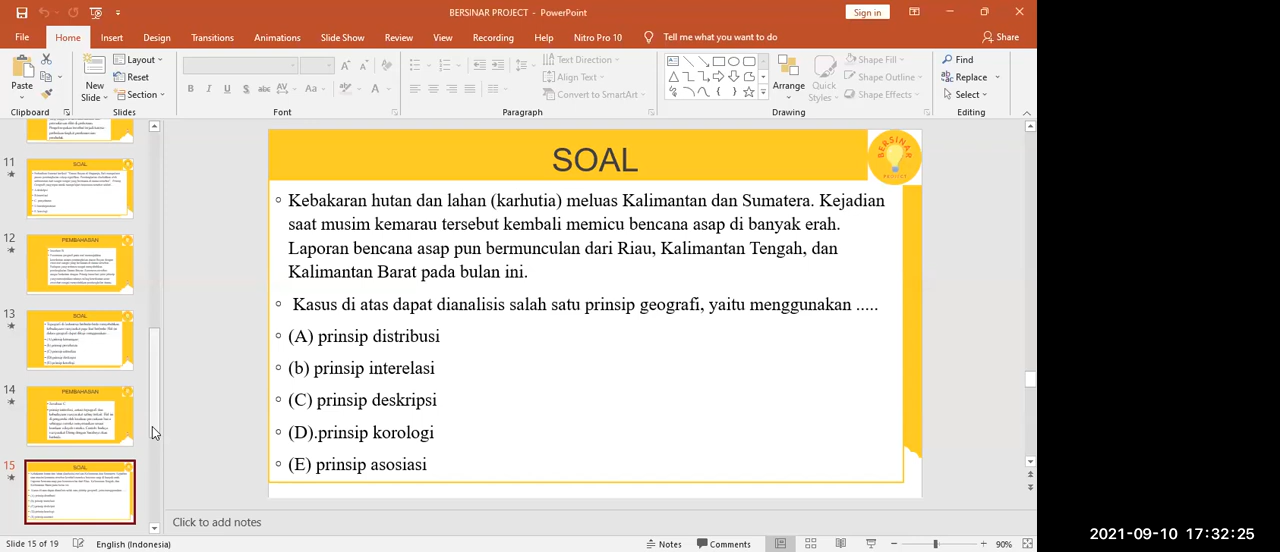 BERSINAR PROJECT - PowerPoint
Sign in
File
Home
Insert
Design
Transitions
Animations
Slide Show
Review
View
Recording
Help
Nitro Pro 10
Tell me what you want to do
Share
Paste
New Slide
Layout
Reset
Section
B I U S abc AV Aa A
Text Direction
Align Text
Convert to SmartArt
Arrange
Quick Styles
Shape Fill
Shape Outline
Shape Effects
Find
Replace
Select
Clipboard
Slides
Font
Paragraph
Drawing
Editing
11
SOAL
12
PEMBAHASAN
13
SOAL
14
PEMBAHASAN
15
SOAL
SOAL
BERSINAR PROJECT
Kebakaran hutan dan lahan (karhutia) meluas Kalimantan dan Sumatera. Kejadian
saat musim kemarau tersebut kembali memicu bencana asap di banyak erah.
Laporan bencana asap pun bermunculan dari Riau, Kalimantan Tengah, dan
Kalimantan Barat pada bulan ini.
Kasus di atas dapat dianalisis salah satu prinsip geografi, yaitu menggunakan .....
(A) prinsip distribusi
(b) prinsip interelasi
(C) prinsip deskripsi
(D).prinsip korologi
(E) prinsip asosiasi
Click to add notes
Slide 15 of 19
English (Indonesia)
Notes
Comments
90%
2021-09-10 17:32:25